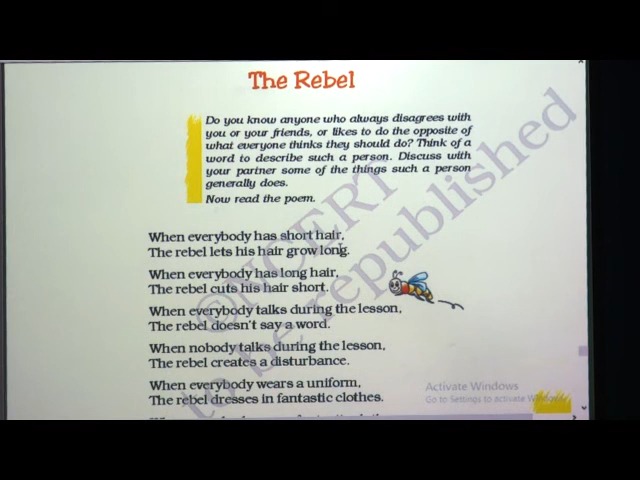 The Rebel
Do you know anyone who always disagrees with
you or your friends, or likes to do the opposite of
what everyone thinks they should do? Think of a
word to describe such a person. Discuss with
your partner some of the things such a person
generally does.
Now read the poem.
When everybody has short hair,
The rebel lets his hair grow long.
When everybody has long hair,
The rebel cuts his hair short.
When everybody talks during the lesson,
The rebel doesn't say a word.
When nobody talks during the lesson,
The rebel creates a disturbance.
When everybody wears a uniform,
The rebel dresses in fantastic clothes.
©NCERT
to be republished
Activate Windows
Go to Settings to activate Windows.